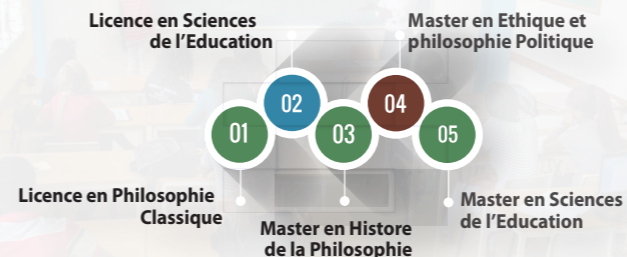 Licence en Sciences
de l’Education
Master en Ethique et
philosophie Politique
01
02
03
04
05
Licence en Philosophie
Classique
Master en Histore
de la Philosophie
Master en Sciences
de l’Education